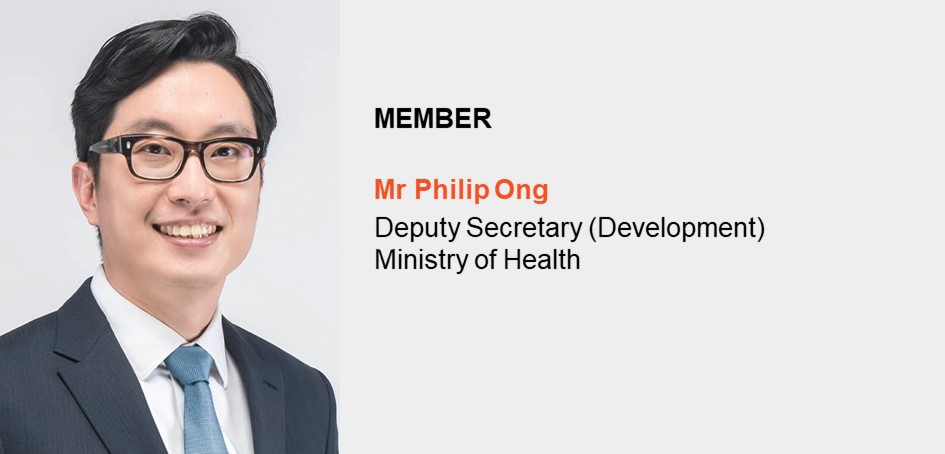 MEMBER
Mr Philip Ong
Deputy Secretary (Development)
Ministry of Health